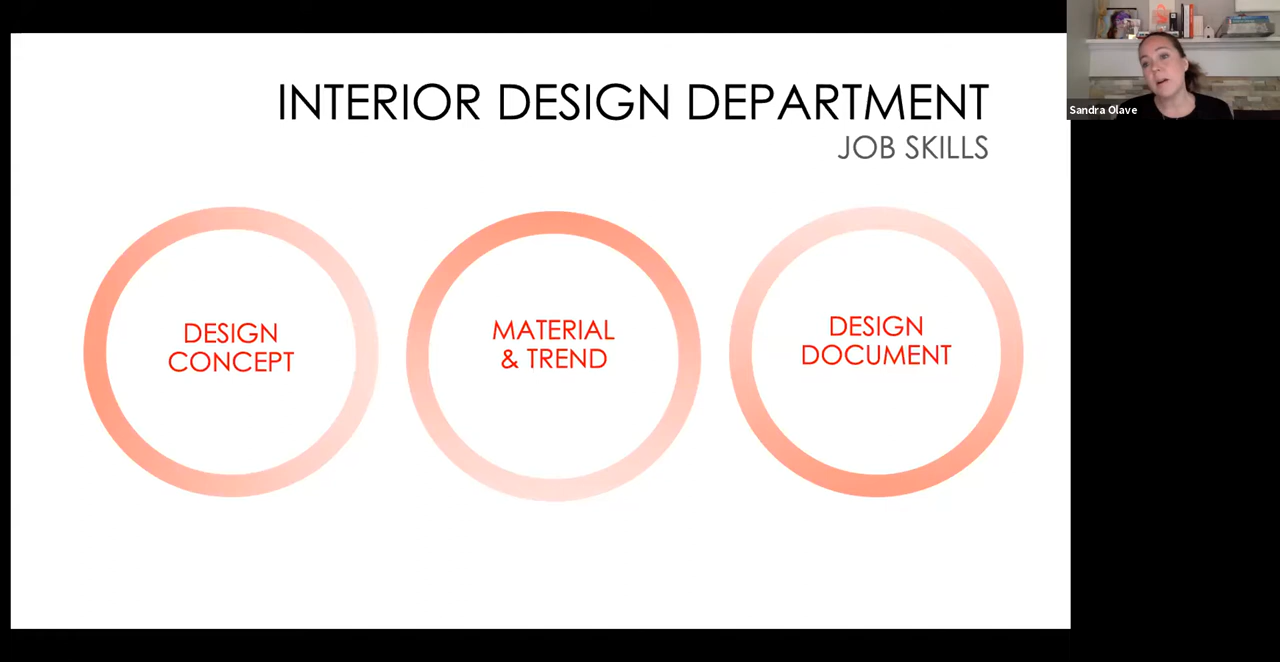 INTERIOR DESIGN DEPARTMENT
JOB SKILLS
DESIGN
CONCEPT
MATERIAL
& TREND
DESIGN
DOCUMENT
Sandra Olave